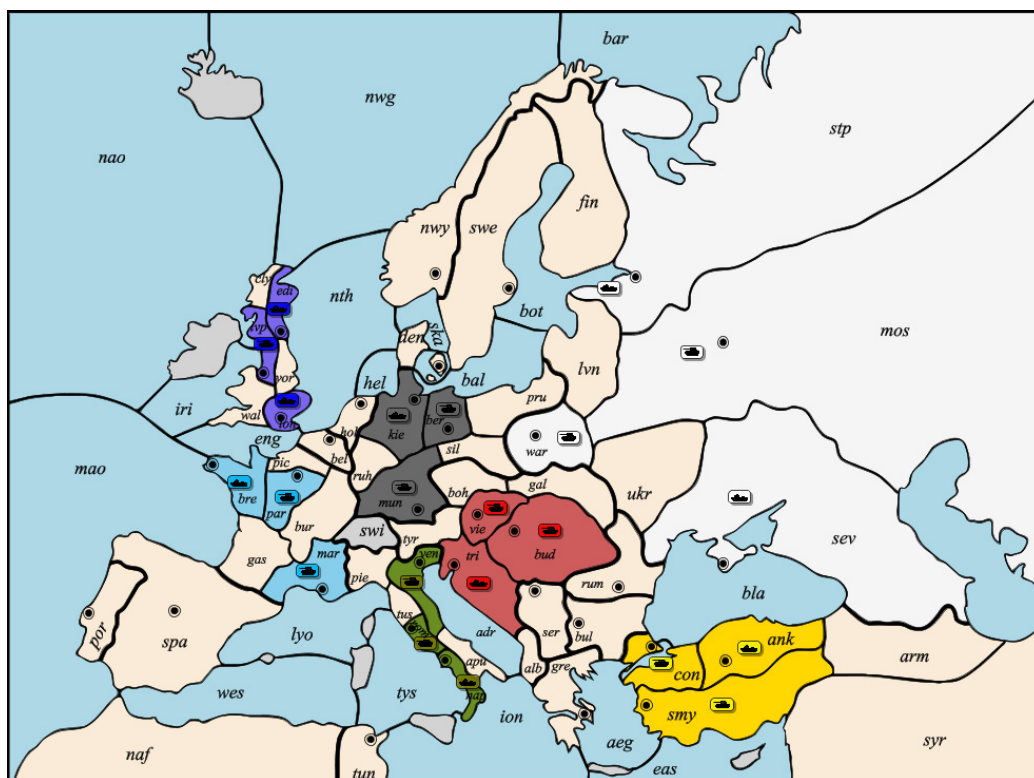 bar
nwg
stp
nao
fin
nwy
swe
cly
edi
nth
bot
mos
lvp
ska
den
lvn
yor
hel
bal
iri
wal
pru
lon
hol
kie
ber
eng
war
bel
sil
mao
pic
ruh
ukr
bre
par
mun
boh
gal
sev
bur
vie
swi
tyr
bud
gas
mar
pie
ven
tri
rum
bla
tus
por
spa
lyo
adr
ser
bul
ank
apu
alb
gre
con
arm
nap
wes
tys
smy
ion
naf
tun
aeg
eas
syr